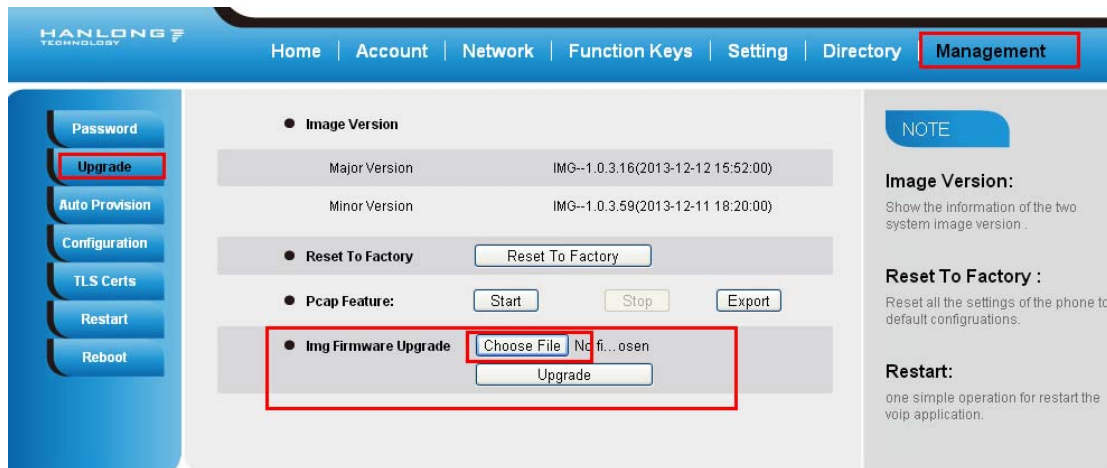 HANLONG
TECHNOLOGY
Home | Account | Network | Function Keys | Setting | Directory | Management
Password
Upgrade
Auto Provision
Configuration
TLS Certs
Restart
Reboot
Image Version
Major Version IMG--1.0.3.16(2013-12-12 15:52:00)
Minor Version IMG--1.0.3.59(2013-12-11 18:20:00)
Reset To Factory Reset To Factory
Pcap Feature: Start Stop Export
Img Firmware Upgrade Choose File No fi...osen
Upgrade
NOTE
Image Version:
Show the information of the two
system image version .
Reset To Factory :
Reset all the settings of the phone to
default configruations.
Restart:
one simple operation for restart the
voip application.